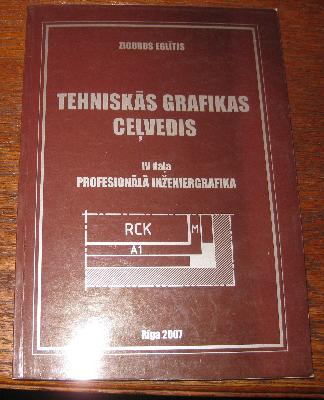 ZIGURDS EGLĪTIS
TEHNISKĀS GRAFIKAS
CEĻVEDIS
IV daļa
PROFESIONĀLĀ INŽENIERGRAFIKA
RCK
M
A1
Rīga 2007